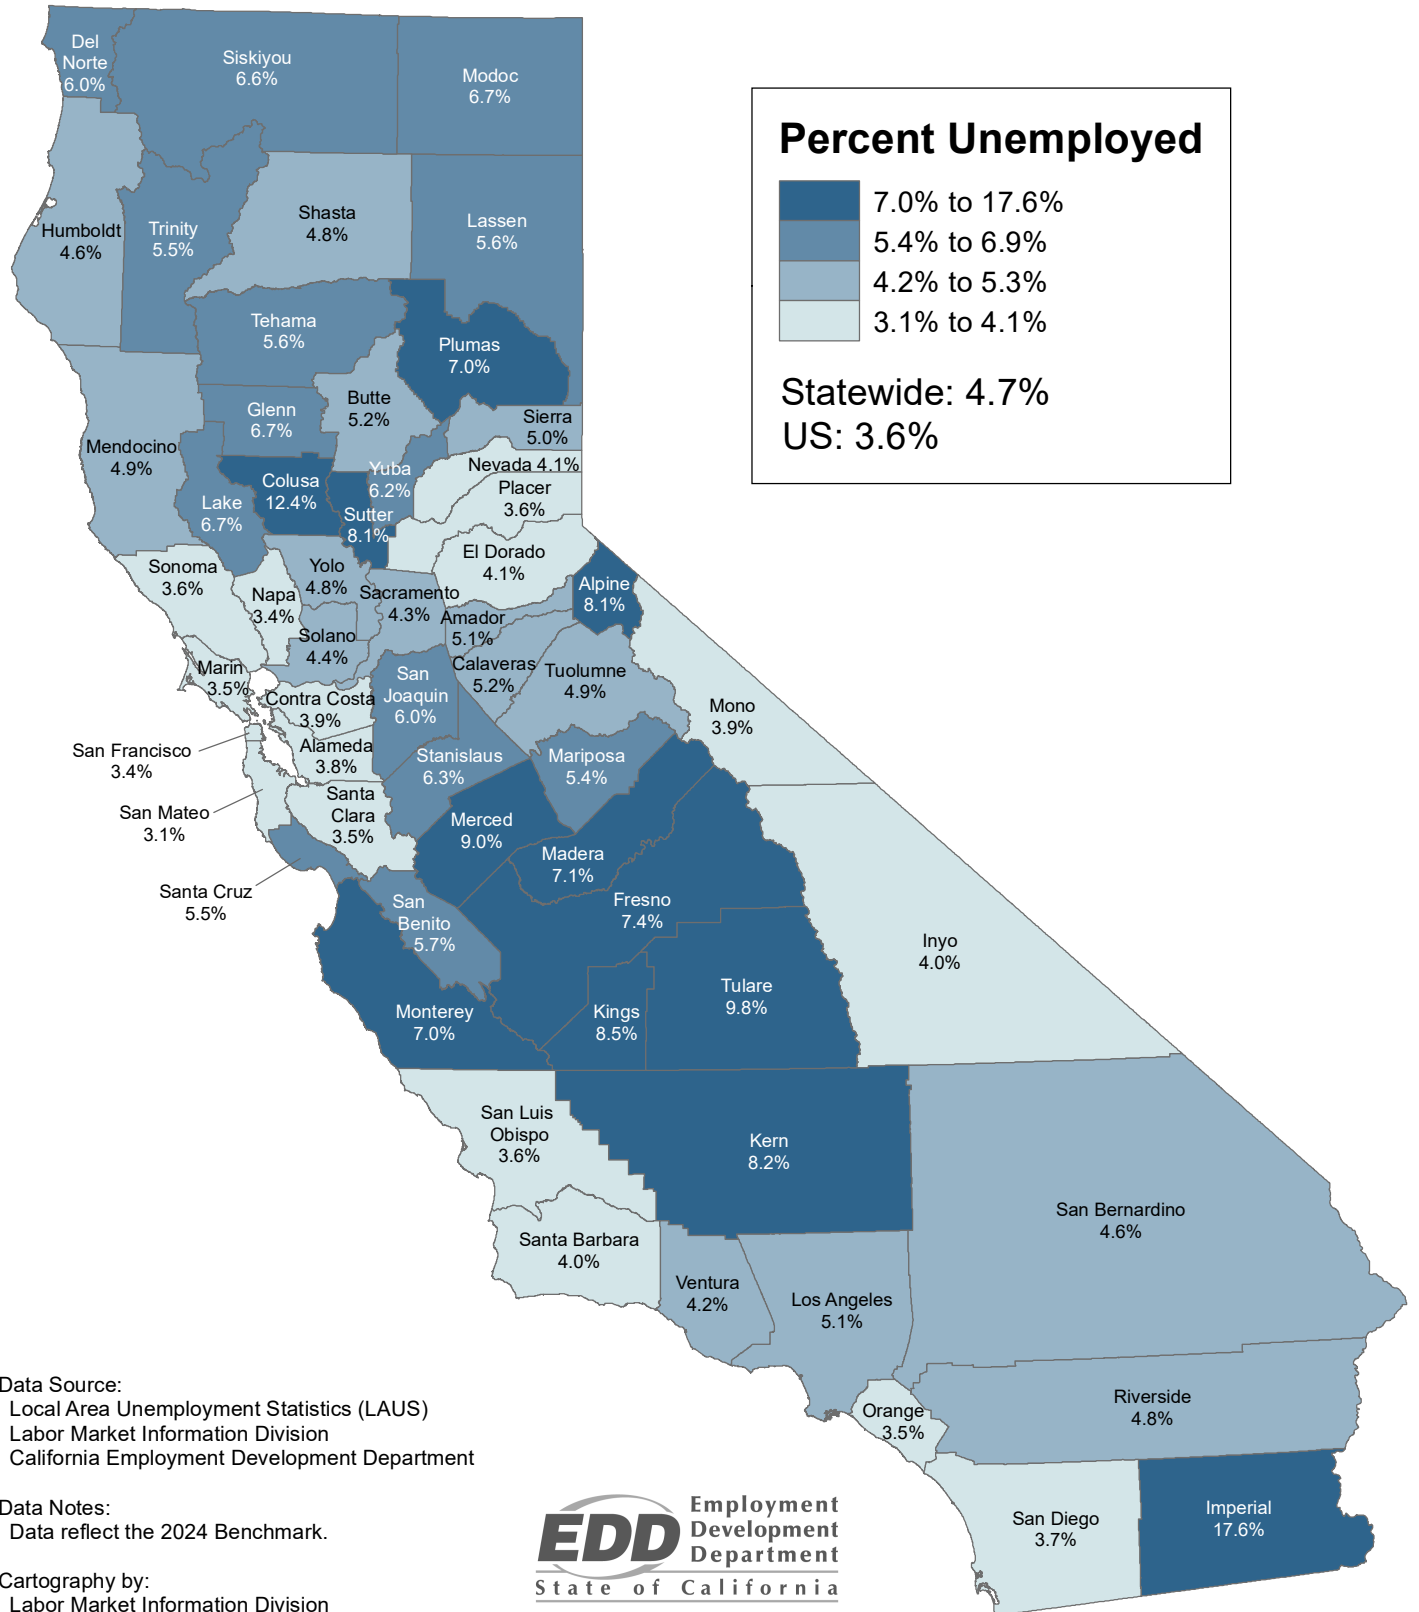 Del
Norte
6.0%
Siskiyou
6.6%
Modoc
6.7%
Percent Unemployed
7.0% to 17.6%
5.4% to 6.9%
4.2% to 5.3%
3.1% to 4.1%
Statewide: 4.7%
US: 3.6%
Humboldt
4.6%
Trinity
5.5%
Shasta
4.8%
Lassen
5.6%
Tehama
5.6%
Plumas
7.0%
Butte
5.2%
Glenn
6.7%
Sierra
5.0%
Mendocino
4.9%
Nevada 4.1%
Yuba
6.2%
Colusa
12.4%
Placer
3.6%
Lake
6.7%
Sutter
8.1%
El Dorado
4.1%
Sonoma
3.6%
Yolo
4.8%
Alpine
8.1%
Napa
3.4%
Sacramento
4.3%
Amador
5.1%
Solano
4.4%
Marin
3.5%
Calaveras
5.2%
Tuolumne
4.9%
San
Joaquin
6.0%
Contra Costa
3.9%
Mono
3.9%
San Francisco
3.4%
Alameda
3.8%
Stanislaus
6.3%
Mariposa
5.4%
San Mateo
3.1%
Santa
Clara
3.5%
Merced
9.0%
Madera
7.1%
Santa Cruz
5.5%
San
Benito
5.7%
Fresno
7.4%
Inyo
4.0%
Tulare
9.8%
Monterey
7.0%
Kings
8.5%
San Luis
Obispo
3.6%
Kern
8.2%
San Bernardino
4.6%
Santa Barbara
4.0%
Ventura
4.2%
Los Angeles
5.1%
Riverside
4.8%
Orange
3.5%
San Diego
3.7%
Imperial
17.6%
Data Source:
Local Area Unemployment Statistics (LAUS)
Labor Market Information Division
California Employment Development Department
Data Notes:
Data reflect the 2024 Benchmark.
Cartography by:
Labor Market Information Division
EDD
Employment
Development
Department
State of California